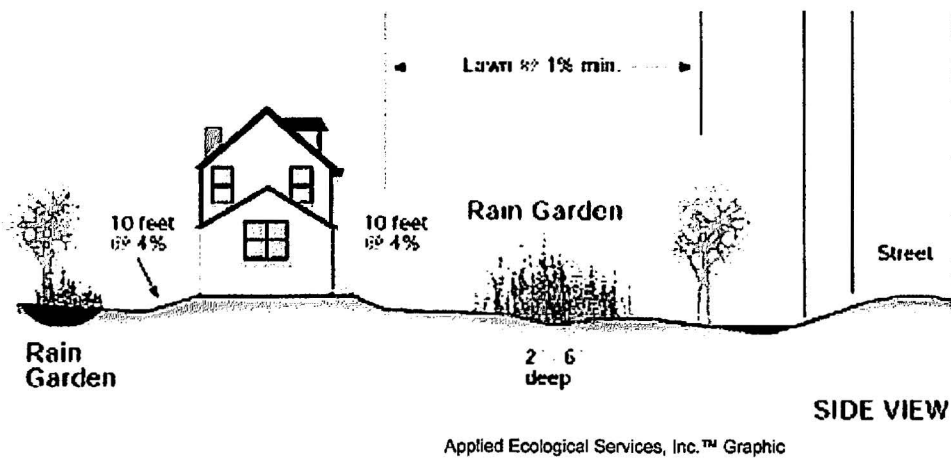 Lawn @ 1% min.
10 feet
@ 4%
10 feet
@ 4%
Rain Garden
Street
Rain
Garden
2 6
deep
SIDE VIEW
Applied Ecological Services, Inc.™ Graphic